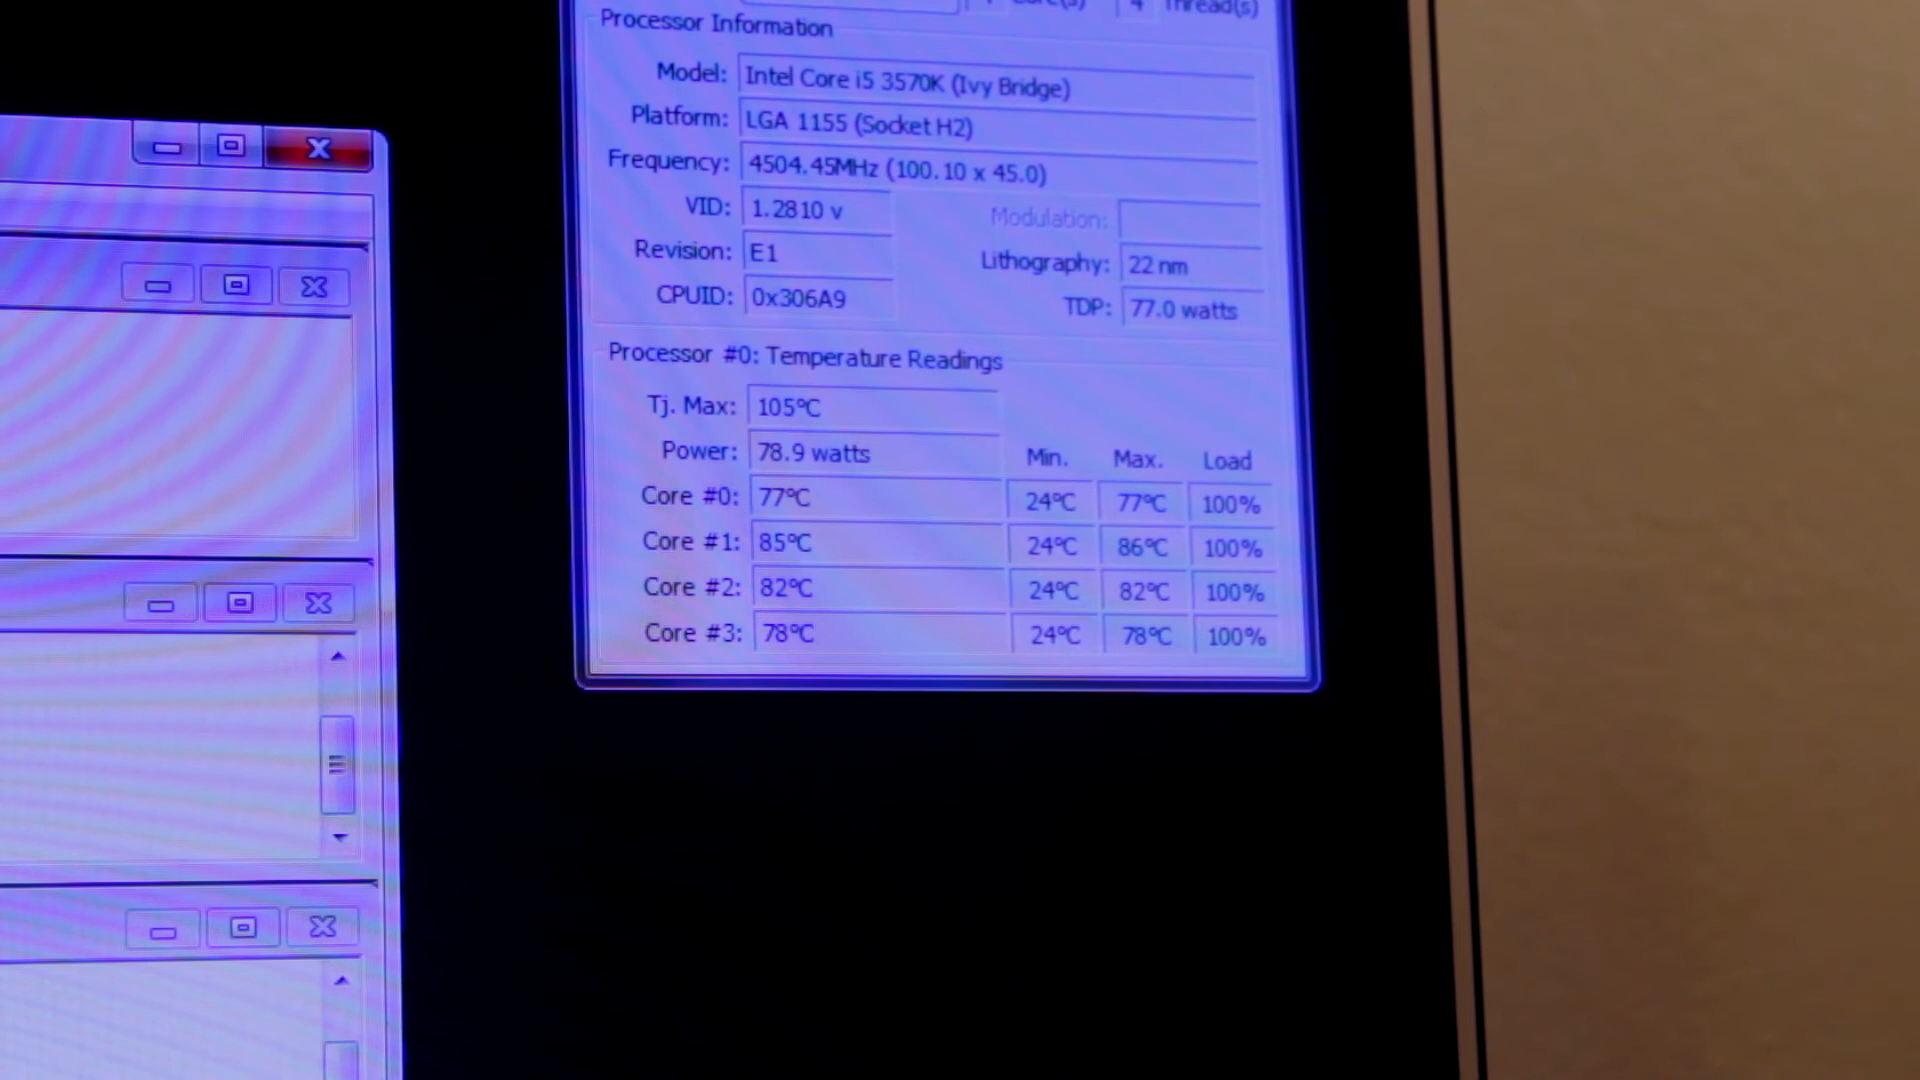 Core(s) 4 Thread(s)
Processor Information
Model: Intel Core i5 3570K (Ivy Bridge)
Platform: LGA 1155 (Socket H2)
Frequency: 4504.45MHz (100.10 x 45.0)
VID: 1.2810 v Modulation:
Revision: E1 Lithography: 22 nm
CPUID: 0x306A9 TDP: 77.0 watts
Processor #0: Temperature Readings
Tj. Max: 105°C
Power: 78.9 watts Min. Max. Load
Core #0: 77°C 24°C 77°C 100%
Core #1: 85°C 24°C 86°C 100%
Core #2: 82°C 24°C 82°C 100%
Core #3: 78°C 24°C 78°C 100%